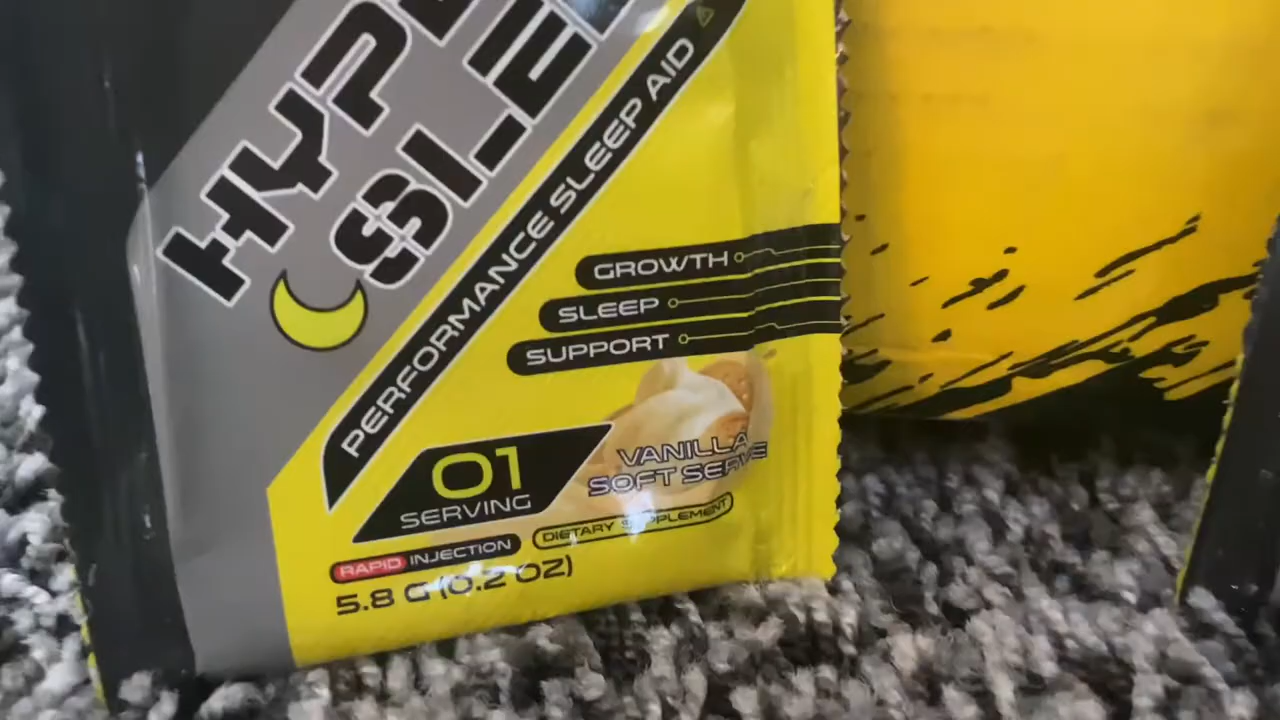 PERFORMANCE SLEEP AID
GROWTH
SLEEP
SUPPORT
01
SERVING
VANILLA
SOFT SERVE
RAPID INJECTION
DIETARY SUPPLEMENT
5.8 G (0.2 OZ)